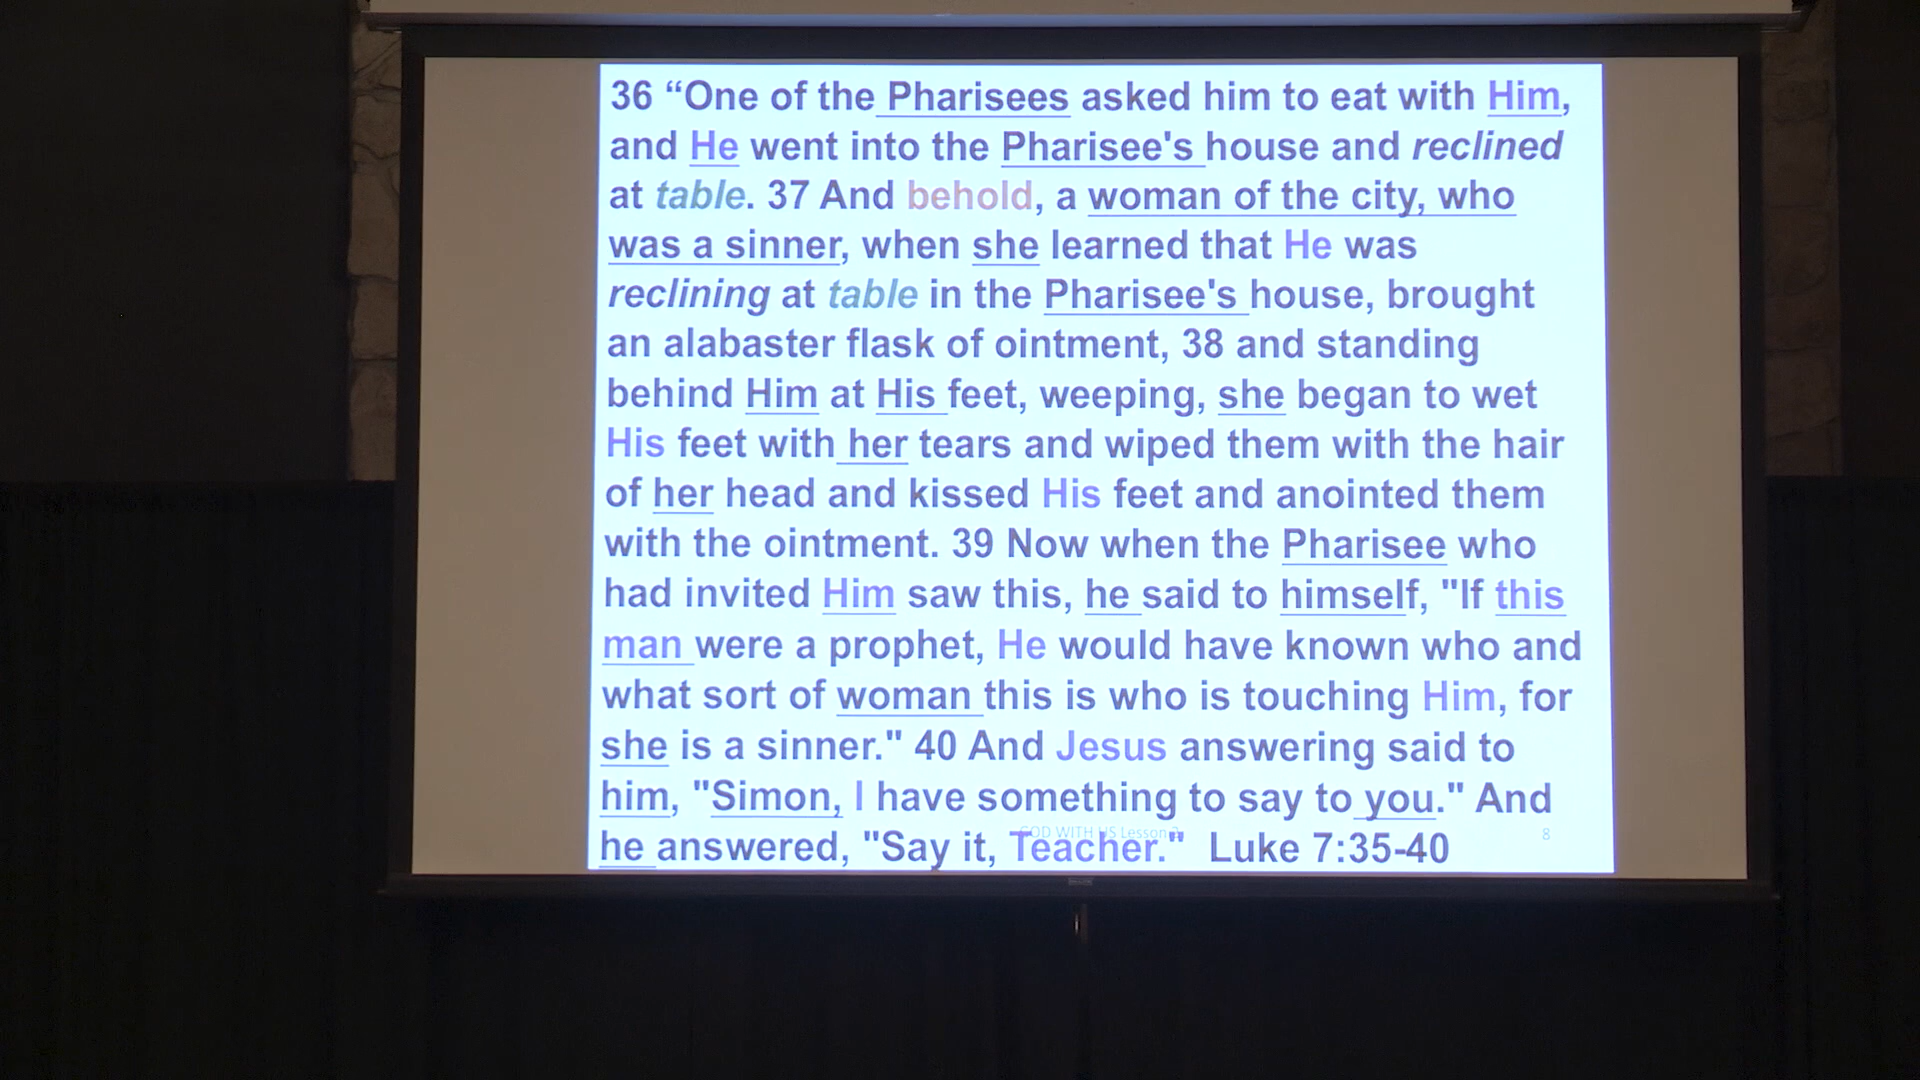 36 “One of the Pharisees asked him to eat with Him,
and He went into the Pharisee's house and reclined
at table. 37 And behold, a woman of the city, who
was a sinner, when she learned that He was
reclining at table in the Pharisee's house, brought
an alabaster flask of ointment, 38 and standing
behind Him at His feet, weeping, she began to wet
His feet with her tears and wiped them with the hair
of her head and kissed His feet and anointed them
with the ointment. 39 Now when the Pharisee who
had invited Him saw this, he said to himself, "If this
man were a prophet, He would have known who and
what sort of woman this is who is touching Him, for
she is a sinner." 40 And Jesus answering said to
him, "Simon, I have something to say to you." And
he answered, "Say it, Teacher." Luke 7:35-40
GOD WITH US Lesson
8